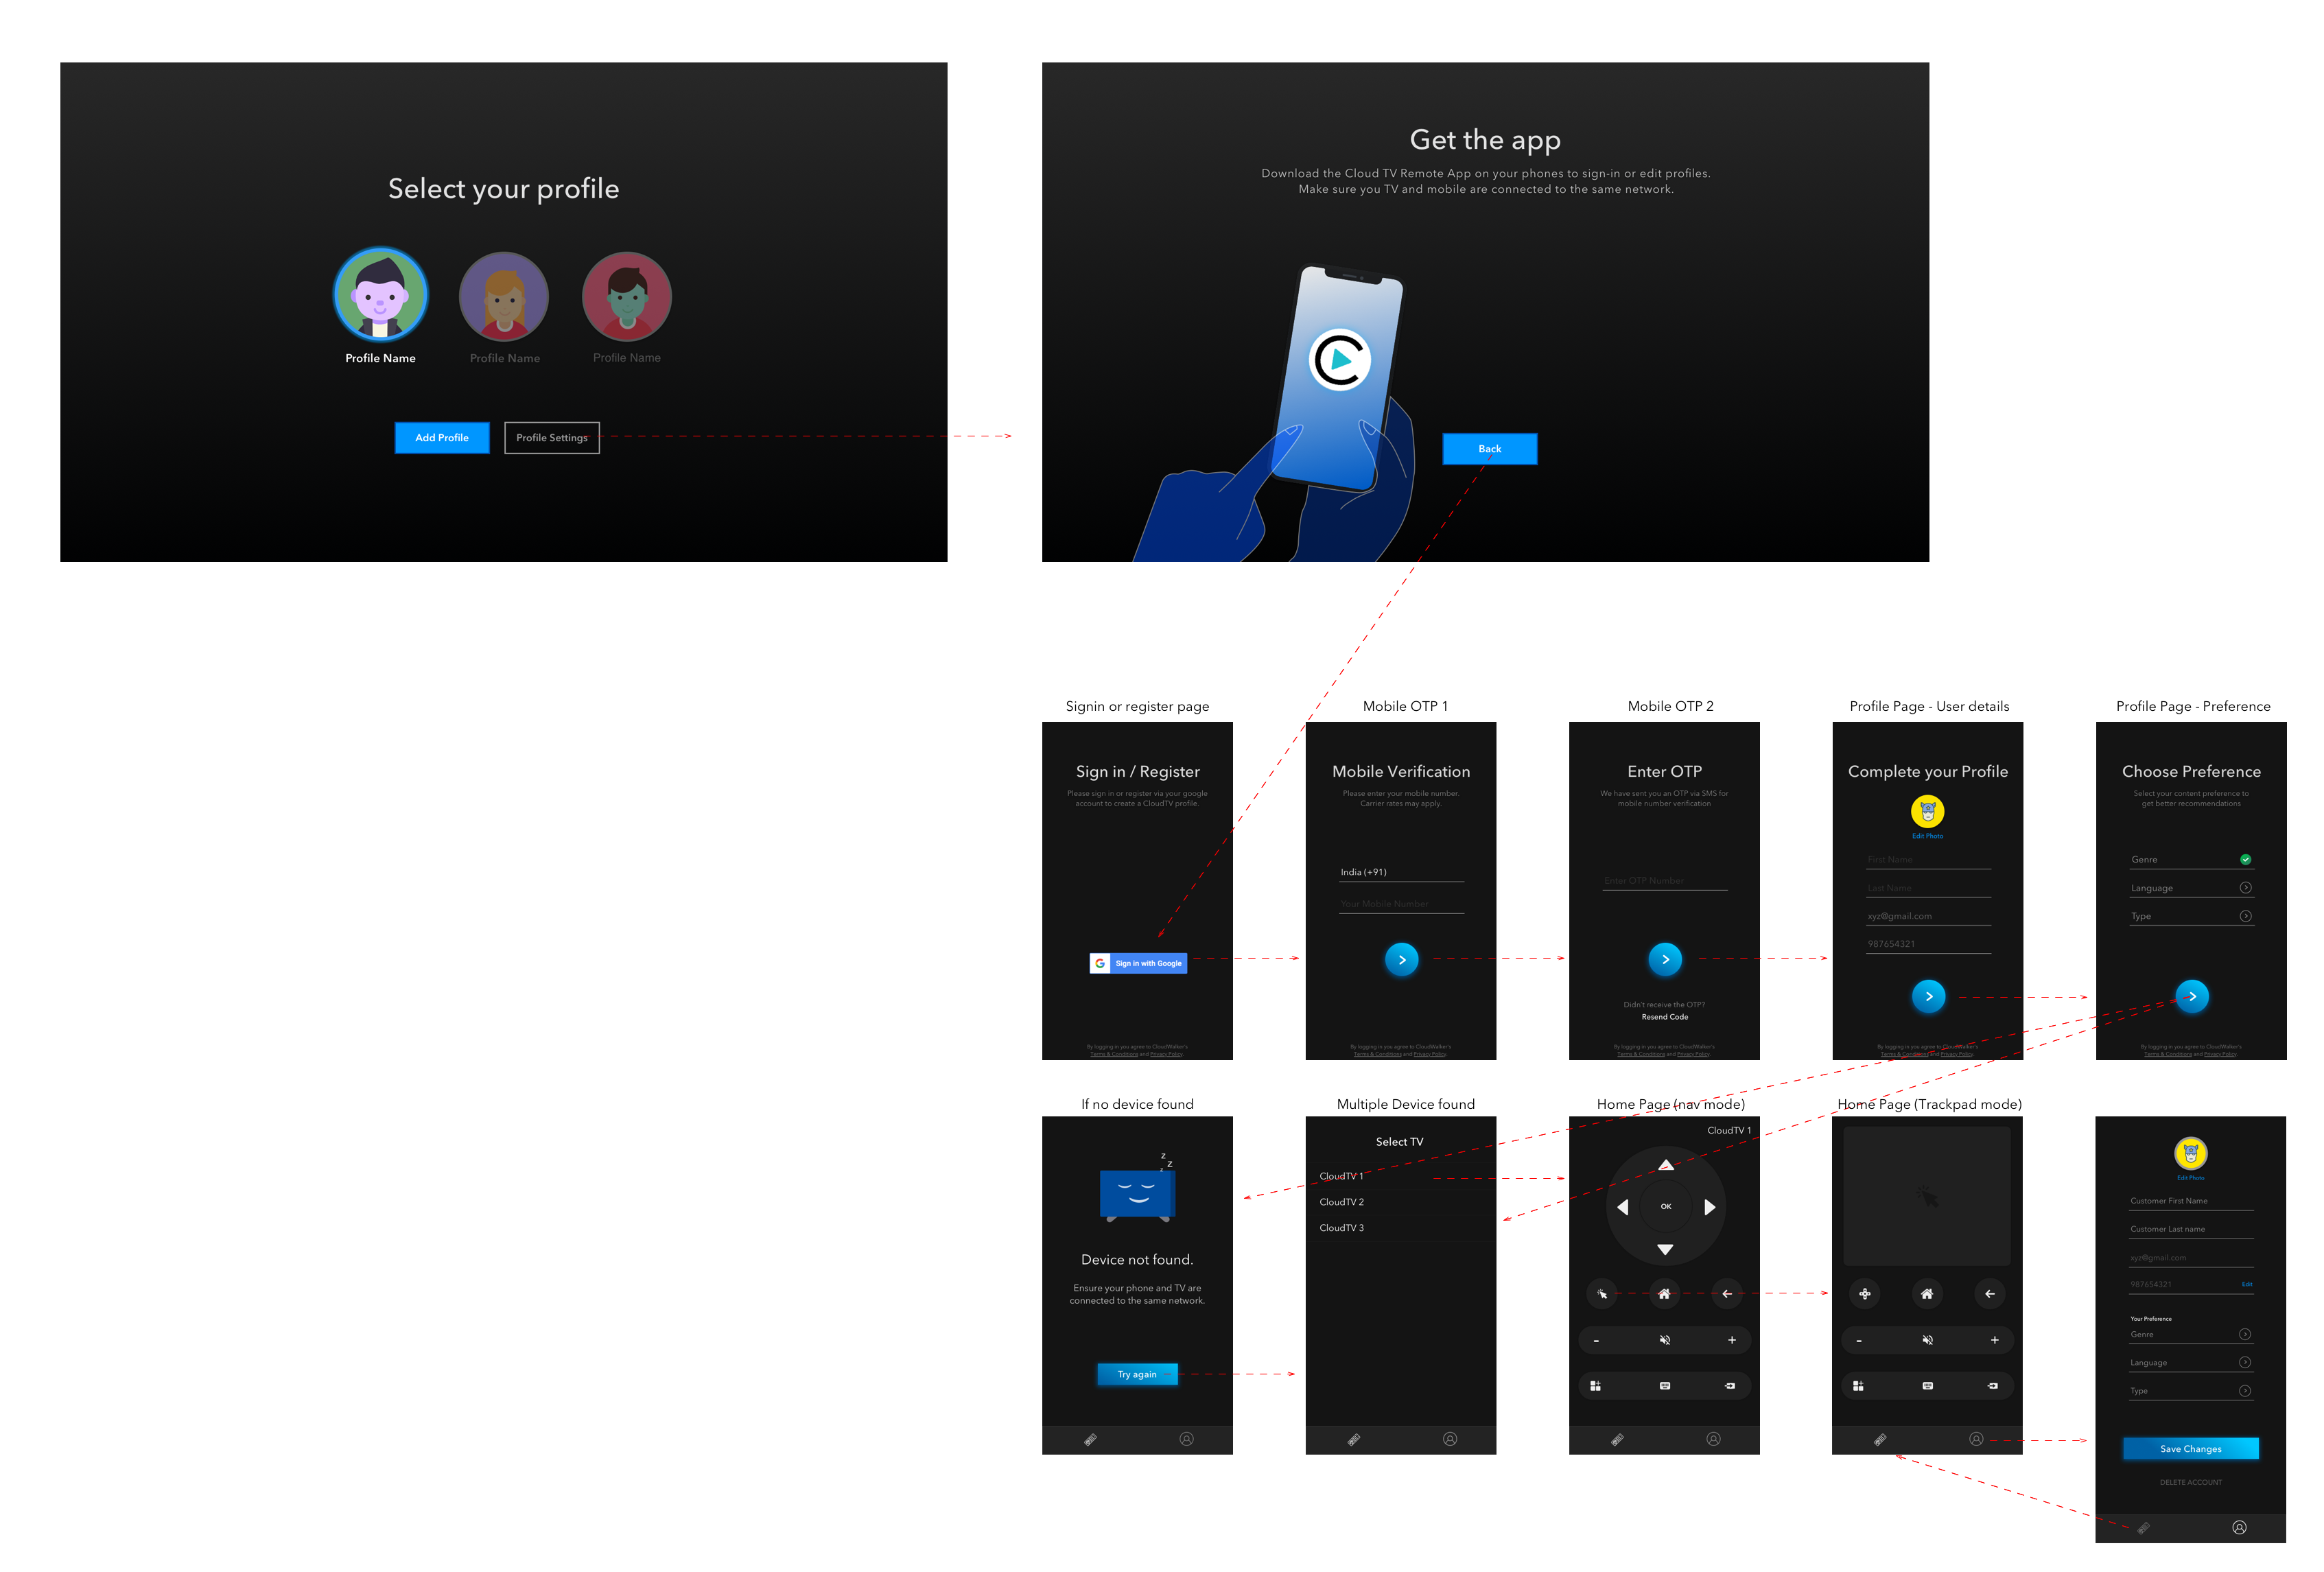 Select your profile
Profile Name
Profile Name
Profile Name
Add Profile
Profile Settings
Get the app
Download the Cloud TV Remote App on your phones to sign-in or edit profiles.
Make sure you TV and mobile are connected to the same network.
Back
Signin or register page
Sign in / Register
Please sign in or register via your google
account to create a CloudTV profile.
Sign in with Google
By logging in you agree to CloudWalker's
Terms & Conditions and Privacy Policy
Mobile OTP 1
Mobile Verification
Please enter your mobile number.
Carrier rates may apply.
India (+91)
Your Mobile Number
By logging in you agree to CloudWalker's
Terms & Conditions and Privacy Policy
Mobile OTP 2
Enter OTP
We have sent you an OTP via SMS for
mobile number verification
Enter OTP Number
Didn't receive the OTP?
Resend Code
By logging in you agree to CloudWalker's
Terms & Conditions and Privacy Policy
Profile Page - User details
Complete your Profile
Edit Photo
First Name
Last Name
xyz@gmail.com
987654321
By logging in you agree to CloudWalker's
Terms & Conditions and Privacy Policy
Profile Page - Preference
Choose Preference
Select your content preference to
get better recommendations
Genre
Language
Type
By logging in you agree to CloudWalker's
Terms & Conditions and Privacy Policy
If no device found
z
z
z
Device not found.
Ensure your phone and TV are
connected to the same network.
Try again
Multiple Device found
Select TV
CloudTV 1
CloudTV 2
CloudTV 3
Home Page (nav mode)
CloudTV 1
OK
-
+
Home Page (Trackpad mode)
-
+
Edit Photo
Customer First Name
Customer Last name
xyz@gmail.com
987654321
Edit
Your Preference
Genre
Language
Type
Save Changes
DELETE ACCOUNT